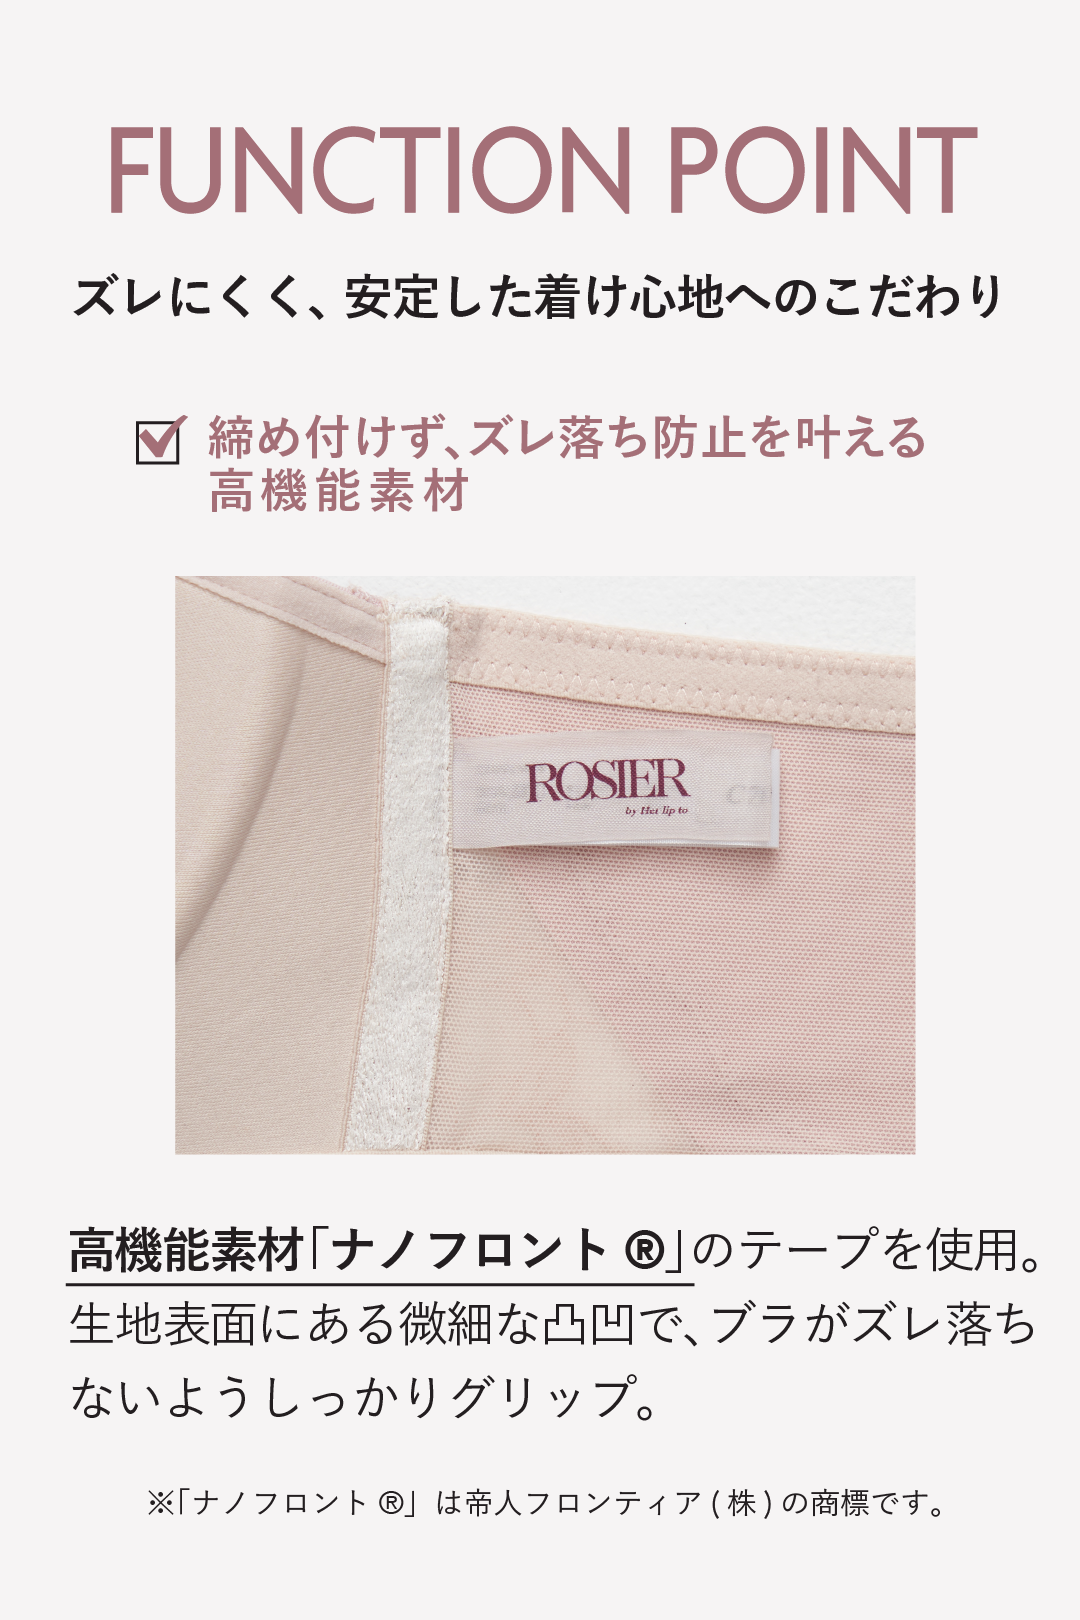 FUNCTION POINT
ズレにくく、安定した着け心地へのこだわり
締め付けず、ズレ落ち防止を叶える
高機能素材
ROSIER
by Her lip to
高機能素材「ナノフロント®」のテープを使用。
生地表面にある微細な凸凹で、ブラがズレ落ち
ないようしっかりグリップ。
※「ナノフロント®」は帝人フロンティア(株)の商標です。